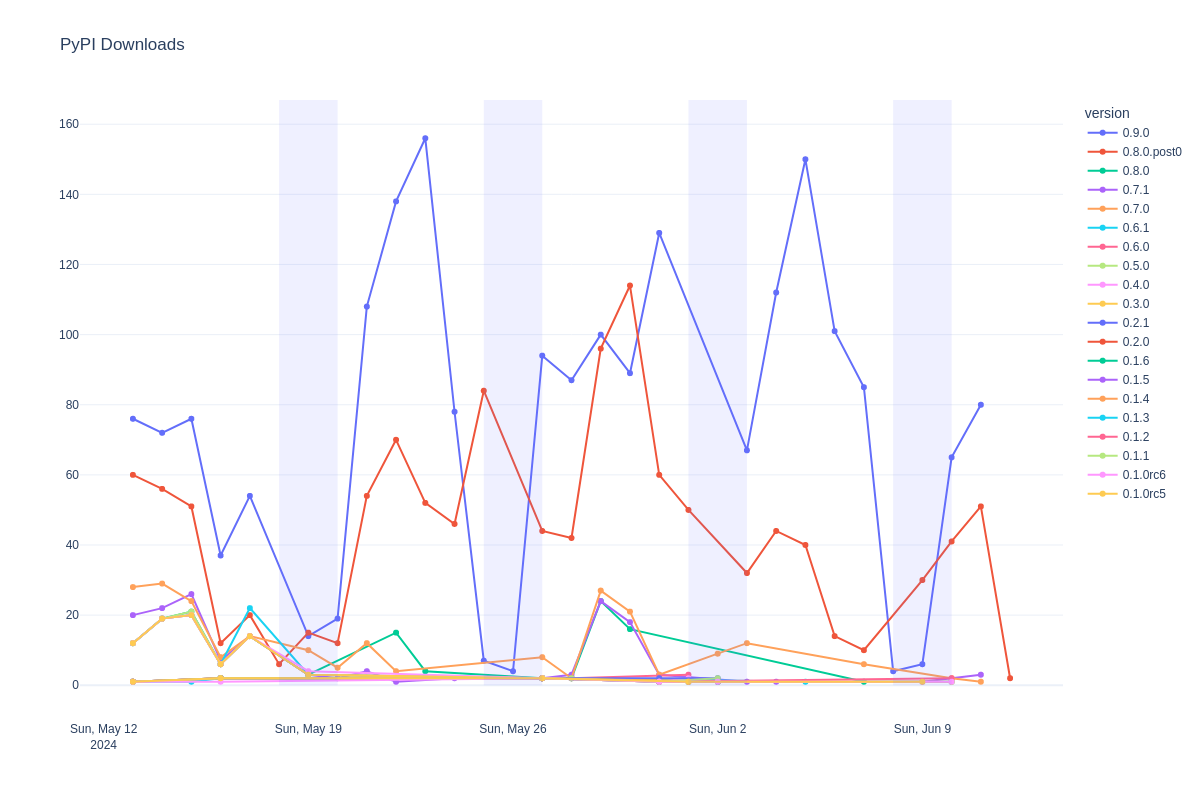 PyPI Downloads
160
140
120
100
80
60
40
20
0
Sun, May 12
2024
Sun, May 19
Sun, May 26
Sun, Jun 2
Sun, Jun 9
version
0.9.0
0.8.0.post0
0.8.0
0.7.1
0.7.0
0.6.1
0.6.0
0.5.0
0.4.0
0.3.0
0.2.1
0.2.0
0.1.6
0.1.5
0.1.4
0.1.3
0.1.2
0.1.1
0.1.0rc6
0.1.0rc5